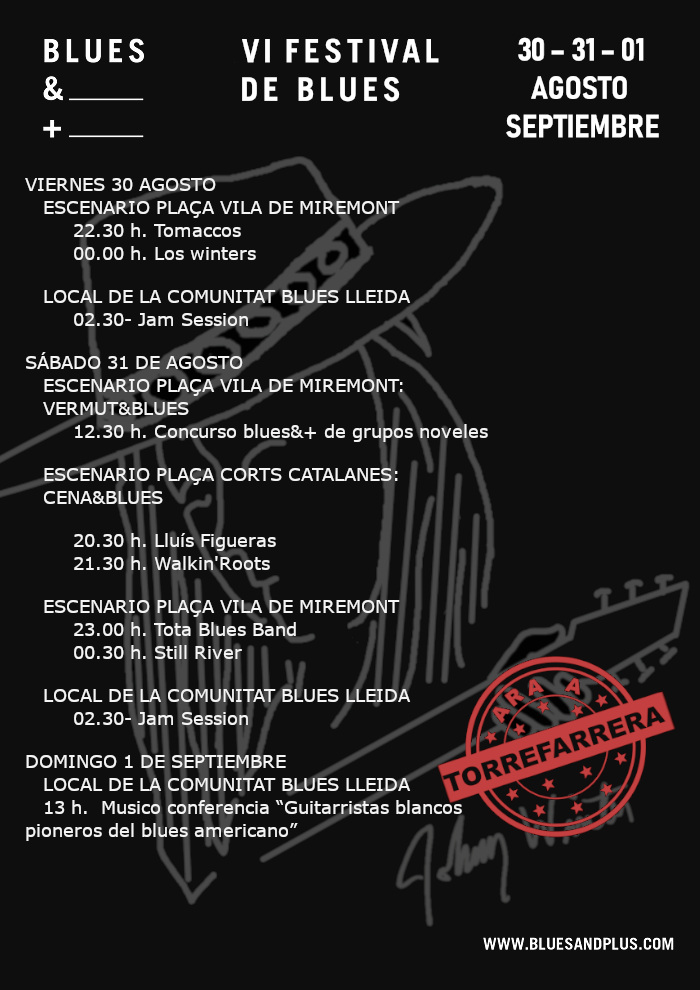 BLUES
& ______
+ ______
VI FESTIVAL
DE BLUES
30 – 31 – 01
AGOSTO
SEPTIEMBRE
VIERNES 30 AGOSTO
ESCENARIO PLAÇA VILA DE MIREMONT
22.30 h. Tomaccos
00.00 h. Los winters
LOCAL DE LA COMUNITAT BLUES LLEIDA
02.30- Jam Session
SÁBADO 31 DE AGOSTO
ESCENARIO PLAÇA VILA DE MIREMONT:
VERMUT&BLUES
12.30 h. Concurso blues&+ de grupos noveles
ESCENARIO PLAÇA CORTS CATALANES:
CENA&BLUES
20.30 h. Lluís Figueras
21.30 h. Walkin'Roots
ESCENARIO PLAÇA VILA DE MIREMONT
23.00 h. Tota Blues Band
00.30 h. Still River
LOCAL DE LA COMUNITAT BLUES LLEIDA
02.30- Jam Session
DOMINGO 1 DE SEPTIEMBRE
LOCAL DE LA COMUNITAT BLUES LLEIDA
13 h.  Musico conferencia “Guitarristas blancos
pioneros del blues americano”
ARA A
TORREFARRERA
Johnny Winter
WWW.BLUESANDPLUS.COM